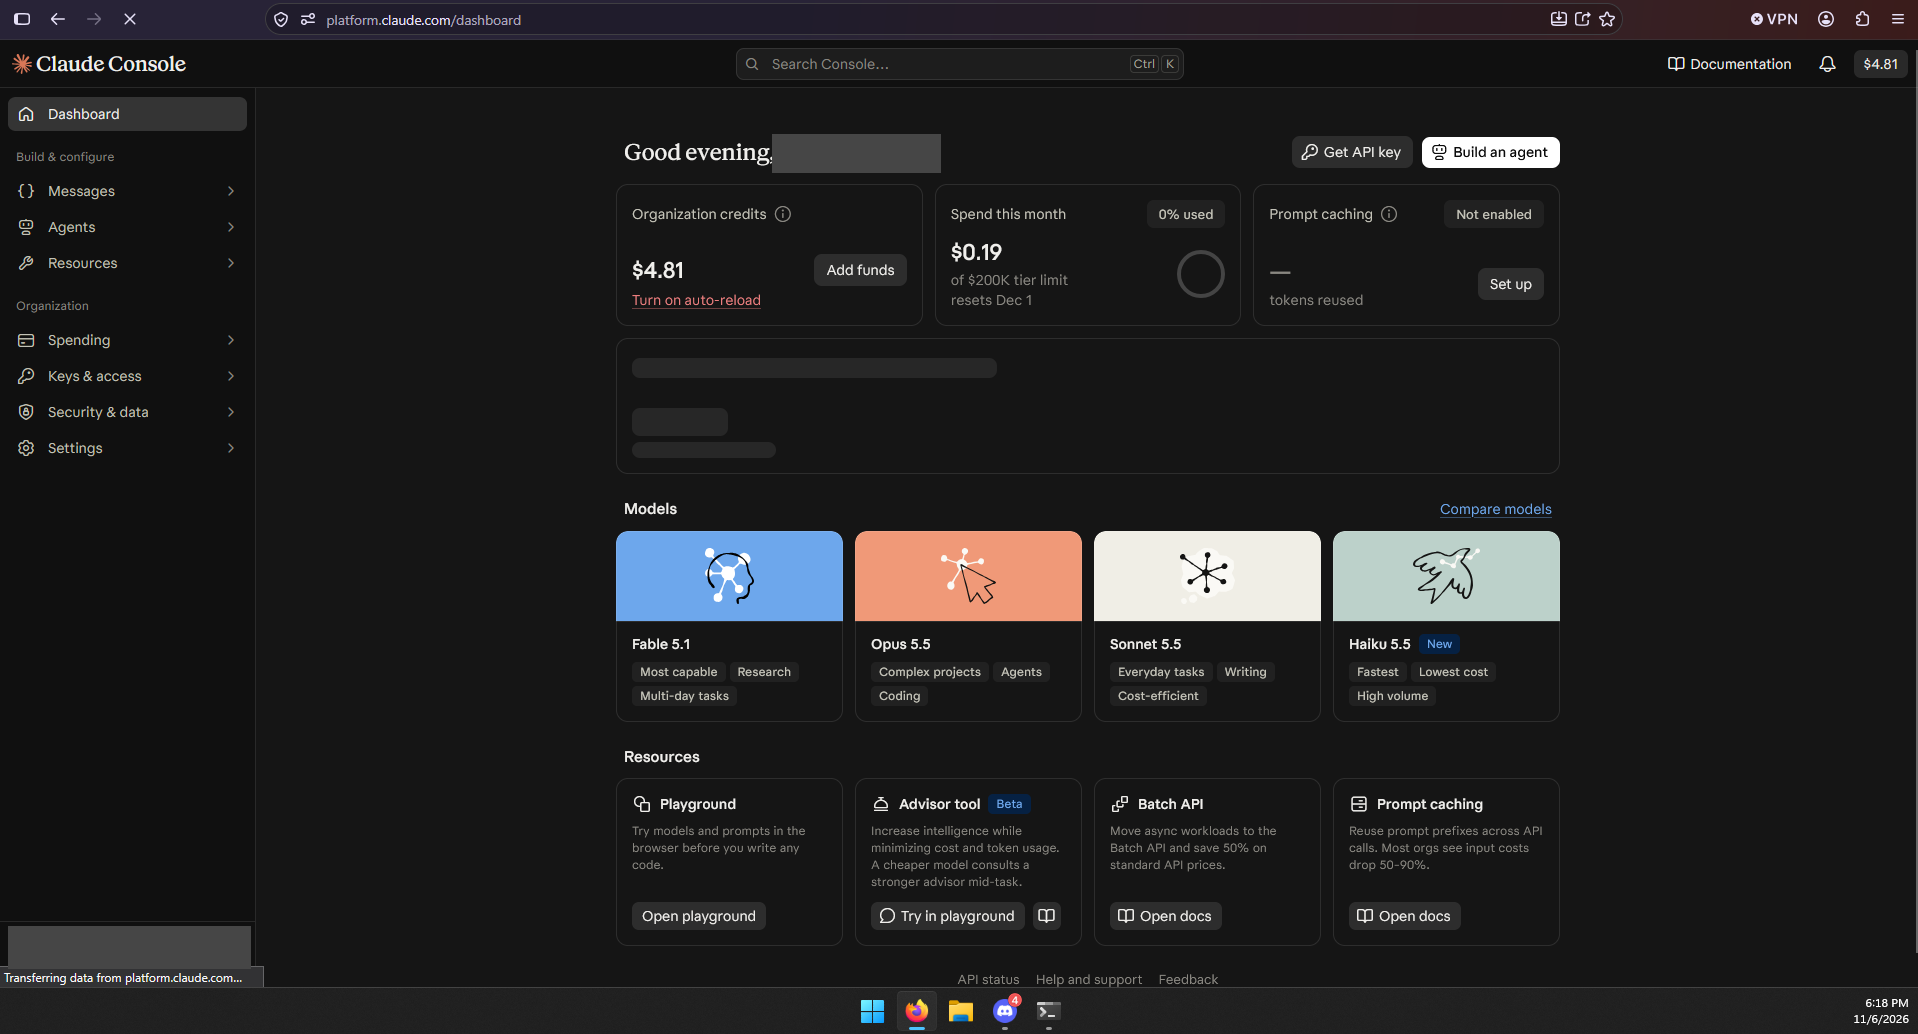 platform.claude.com/dashboard
VPN
Claude Console
Search Console...
Ctrl K
Documentation
$4.81
Dashboard
Build & configure
Messages
Agents
Resources
Organization
Spending
Keys & access
Security & data
Settings
Good evening,
Get API key
Build an agent
Organization credits
$4.81
Add funds
Turn on auto-reload
Spend this month
0% used
$0.19
of $200K tier limit
resets Dec 1
Prompt caching
Not enabled
—
tokens reused
Set up
Models
Compare models
Fable 5.1
Most capable
Research
Multi-day tasks
Opus 5.5
Complex projects
Agents
Coding
Sonnet 5.5
Everyday tasks
Writing
Cost-efficient
Haiku 5.5
New
Fastest
Lowest cost
High volume
Resources
Playground
Try models and prompts in the
browser before you write any
code.
Open playground
Advisor tool
Beta
Increase intelligence while
minimizing cost and token usage.
A cheaper model consults a
stronger advisor mid-task.
Try in playground
Batch API
Move async workloads to the
Batch API and save 50% on
standard API prices.
Open docs
Prompt caching
Reuse prompt prefixes across API
calls. Most orgs see input costs
drop 50-90%.
Open docs
API status
Help and support
Feedback
Transferring data from platform.claude.com...
4
6:18 PM
11/6/2026